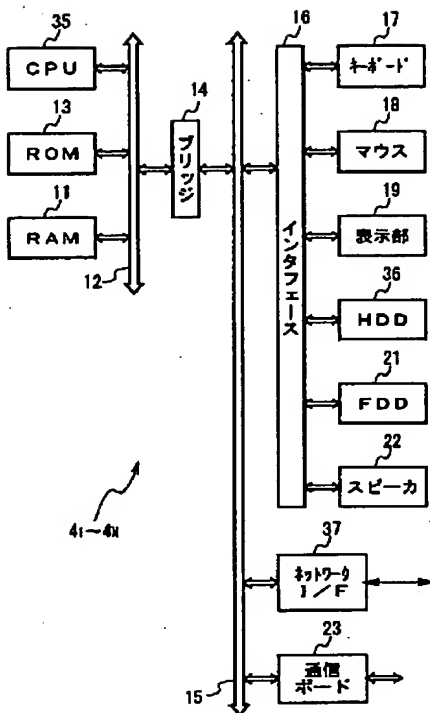 35
CPU
13
ROM
11
RAM
12
14
ブリッジ
16
インタフェース
17
キーボード
18
マウス
19
表示部
36
HDD
21
FDD
22
スピーカ
37
ネットワーク
I/F
23
通信
ボード
15
4₁~4N